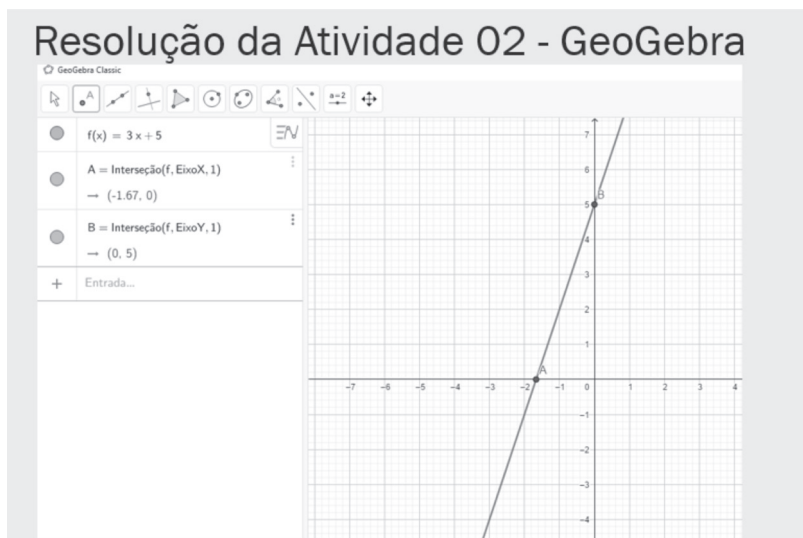 Resolução da Atividade 02 - GeoGebra
GeoGebra Classic
A
a=2
f(x) = 3 x + 5
A = Interseção(f, EixoX, 1)
→ (-1.67, 0)
B = Interseção(f, EixoY, 1)
→ (0, 5)
+ Entrada...
7
6
B
5
4
3
2
1
A
-7 -6 -5 -4 -3 -2 -1 0 1 2 3 4
-1
-2
-3
-4